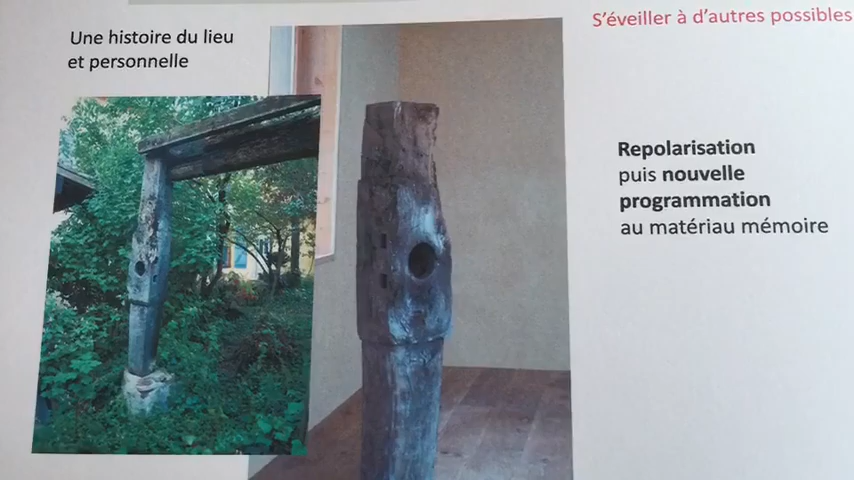 Une histoire du lieu
et personnelle
S'éveiller à d'autres possibles
Repolarisation
puis nouvelle
programmation
au matériau mémoire